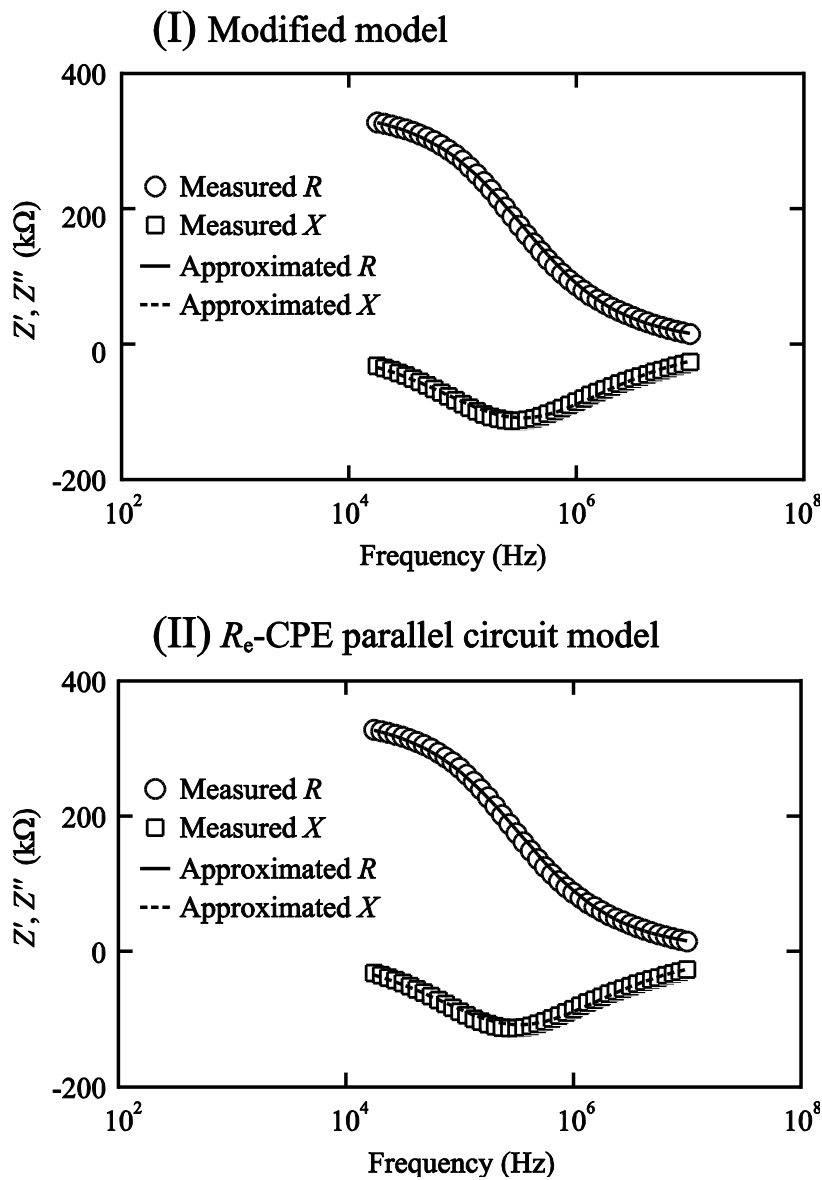 (I) Modified model
400
200
0
-200
Z', Z'' (kΩ)
Measured R
Measured X
Approximated R
Approximated X
10² 10⁴ 10⁶ 10⁸
Frequency (Hz)
(II) Rₑ-CPE parallel circuit model
400
200
0
-200
Z', Z'' (kΩ)
Measured R
Measured X
Approximated R
Approximated X
10² 10⁴ 10⁶ 10⁸
Frequency (Hz)